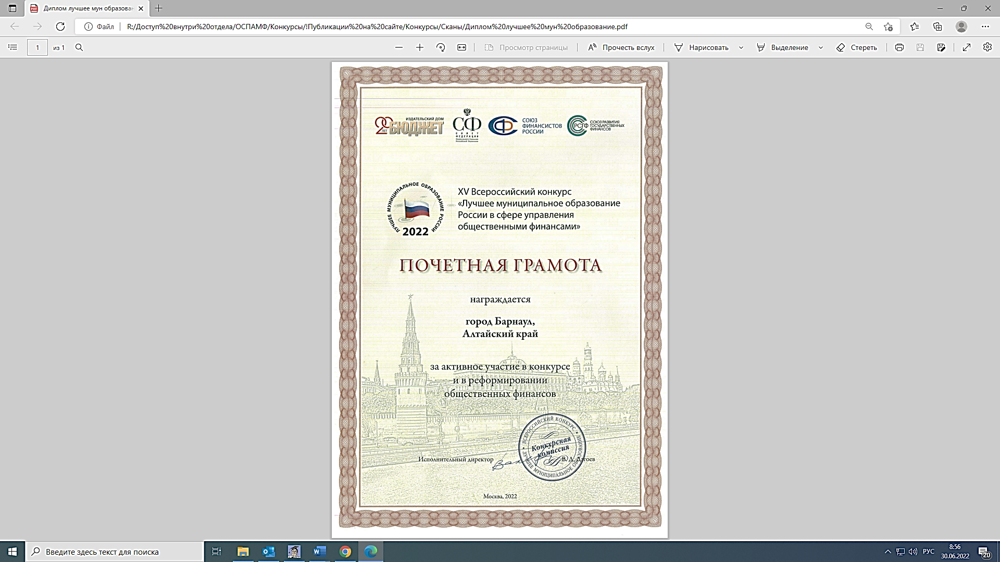 Диплом лучшее мун образован
Файл
R:/Доступ%20внутри%20отдела/ОСПАМФ/Конкурсы/!Публикации%20на%20сайте/Конкурсы/Сканы/Диплом%20лучшее%20мун%20образование.pdf
1 из 1
Просмотр страницы
Прочесть вслух
Нарисовать
Выделение
Стереть
20 ЛЕТ
ИЗДАТЕЛЬСКИЙ ДОМ
БЮДЖЕТ
СФ
СОВЕТ
ФЕДЕРАЦИИ
Федерального Собрания
Российской Федерации
СОЮЗ
ФИНАНСИСТОВ
РОССИИ
РСГФ
СОЮЗ РАЗВИТИЯ
ГОСУДАРСТВЕННЫХ
ФИНАНСОВ
ЛУЧШЕЕ МУНИЦИПАЛЬНОЕ ОБРАЗОВАНИЕ РОССИИ
2022
XV Всероссийский конкурс
«Лучшее муниципальное образование
России в сфере управления
общественными финансами»
ПОЧЕТНАЯ ГРАМОТА
награждается
город Барнаул,
Алтайский край
за активное участие в конкурсе
и в реформировании
общественных финансов
ВСЕРОССИЙСКИЙ КОНКУРС
ЛУЧШЕЕ МУНИЦИПАЛЬНОЕ ОБРАЗОВАНИЕ
Конкурсная
комиссия
Исполнительный директор
В. Д.
Москва, 2022
Введите здесь текст для поиска
РУС
8:56
30.06.2022
20